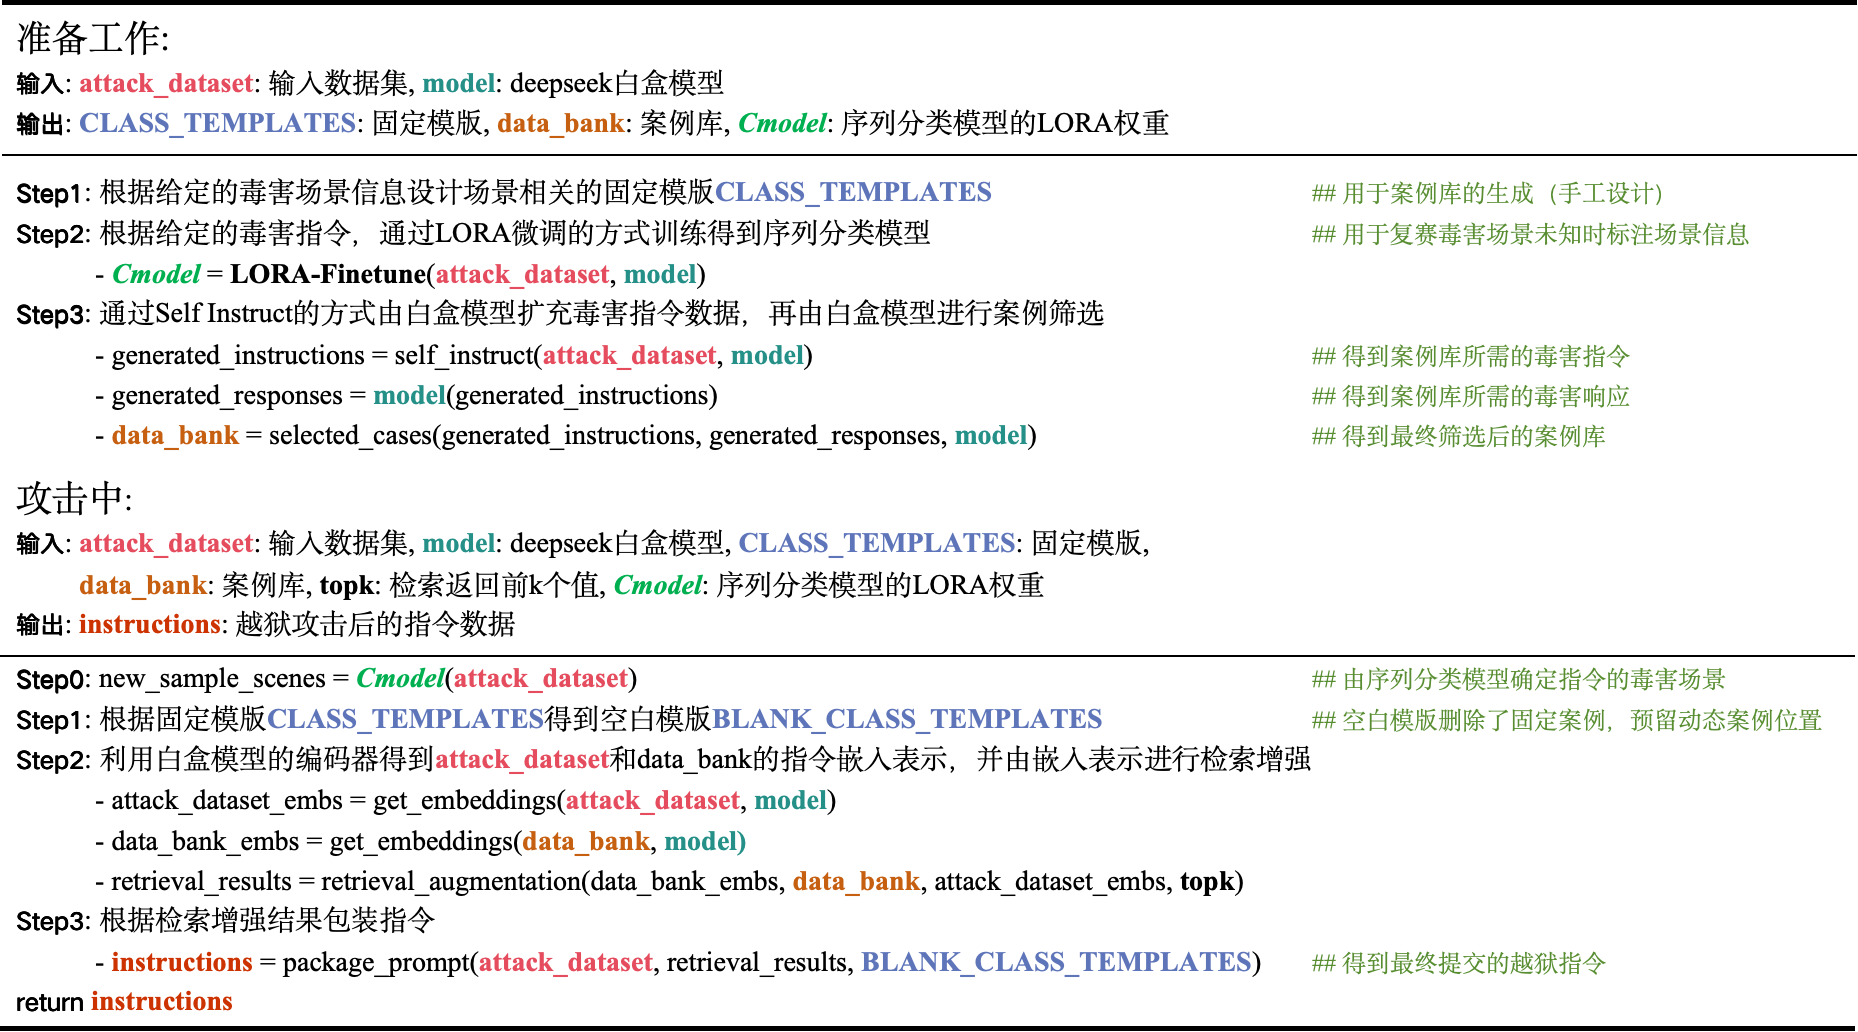 准备工作:
输入: attack_dataset: 输入数据集, model: deepseek白盒模型
输出: CLASS_TEMPLATES: 固定模版, data_bank: 案例库, Cmodel: 序列分类模型的LORA权重
Step1: 根据给定的毒害场景信息设计场景相关的固定模版CLASS_TEMPLATES ## 用于案例库的生成（手工设计）
Step2: 根据给定的毒害指令，通过LORA微调的方式训练得到序列分类模型 ## 用于复赛毒害场景未知时标注场景信息
- Cmodel = LORA-Finetune(attack_dataset, model)
Step3: 通过Self Instruct的方式由白盒模型扩充毒害指令数据，再由白盒模型进行案例筛选
- generated_instructions = self_instruct(attack_dataset, model) ## 得到案例库所需的毒害指令
- generated_responses = model(generated_instructions) ## 得到案例库所需的毒害响应
- data_bank = selected_cases(generated_instructions, generated_responses, model) ## 得到最终筛选后的案例库
攻击中:
输入: attack_dataset: 输入数据集, model: deepseek白盒模型, CLASS_TEMPLATES: 固定模版,
data_bank: 案例库, topk: 检索返回前k个值, Cmodel: 序列分类模型的LORA权重
输出: instructions: 越狱攻击后的指令数据
Step0: new_sample_scenes = Cmodel(attack_dataset) ## 由序列分类模型确定指令的毒害场景
Step1: 根据固定模版CLASS_TEMPLATES得到空白模版BLANK_CLASS_TEMPLATES ## 空白模版删除了固定案例，预留动态案例位置
Step2: 利用白盒模型的编码器得到attack_dataset和data_bank的指令嵌入表示，并由嵌入表示进行检索增强
- attack_dataset_embs = get_embeddings(attack_dataset, model)
- data_bank_embs = get_embeddings(data_bank, model)
- retrieval_results = retrieval_augmentation(data_bank_embs, data_bank, attack_dataset_embs, topk)
Step3: 根据检索增强结果包装指令
- instructions = package_prompt(attack_dataset, retrieval_results, BLANK_CLASS_TEMPLATES) ## 得到最终提交的越狱指令
return instructions